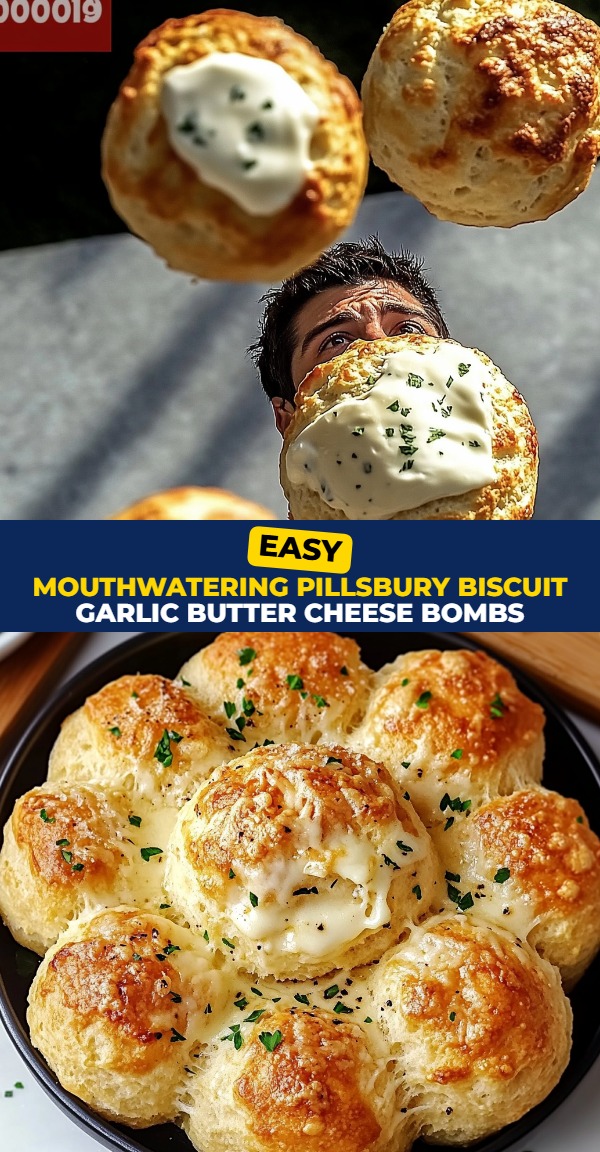 000019
EASY
MOUTHWATERING PILLSBURY BISCUIT
GARLIC BUTTER CHEESE BOMBS